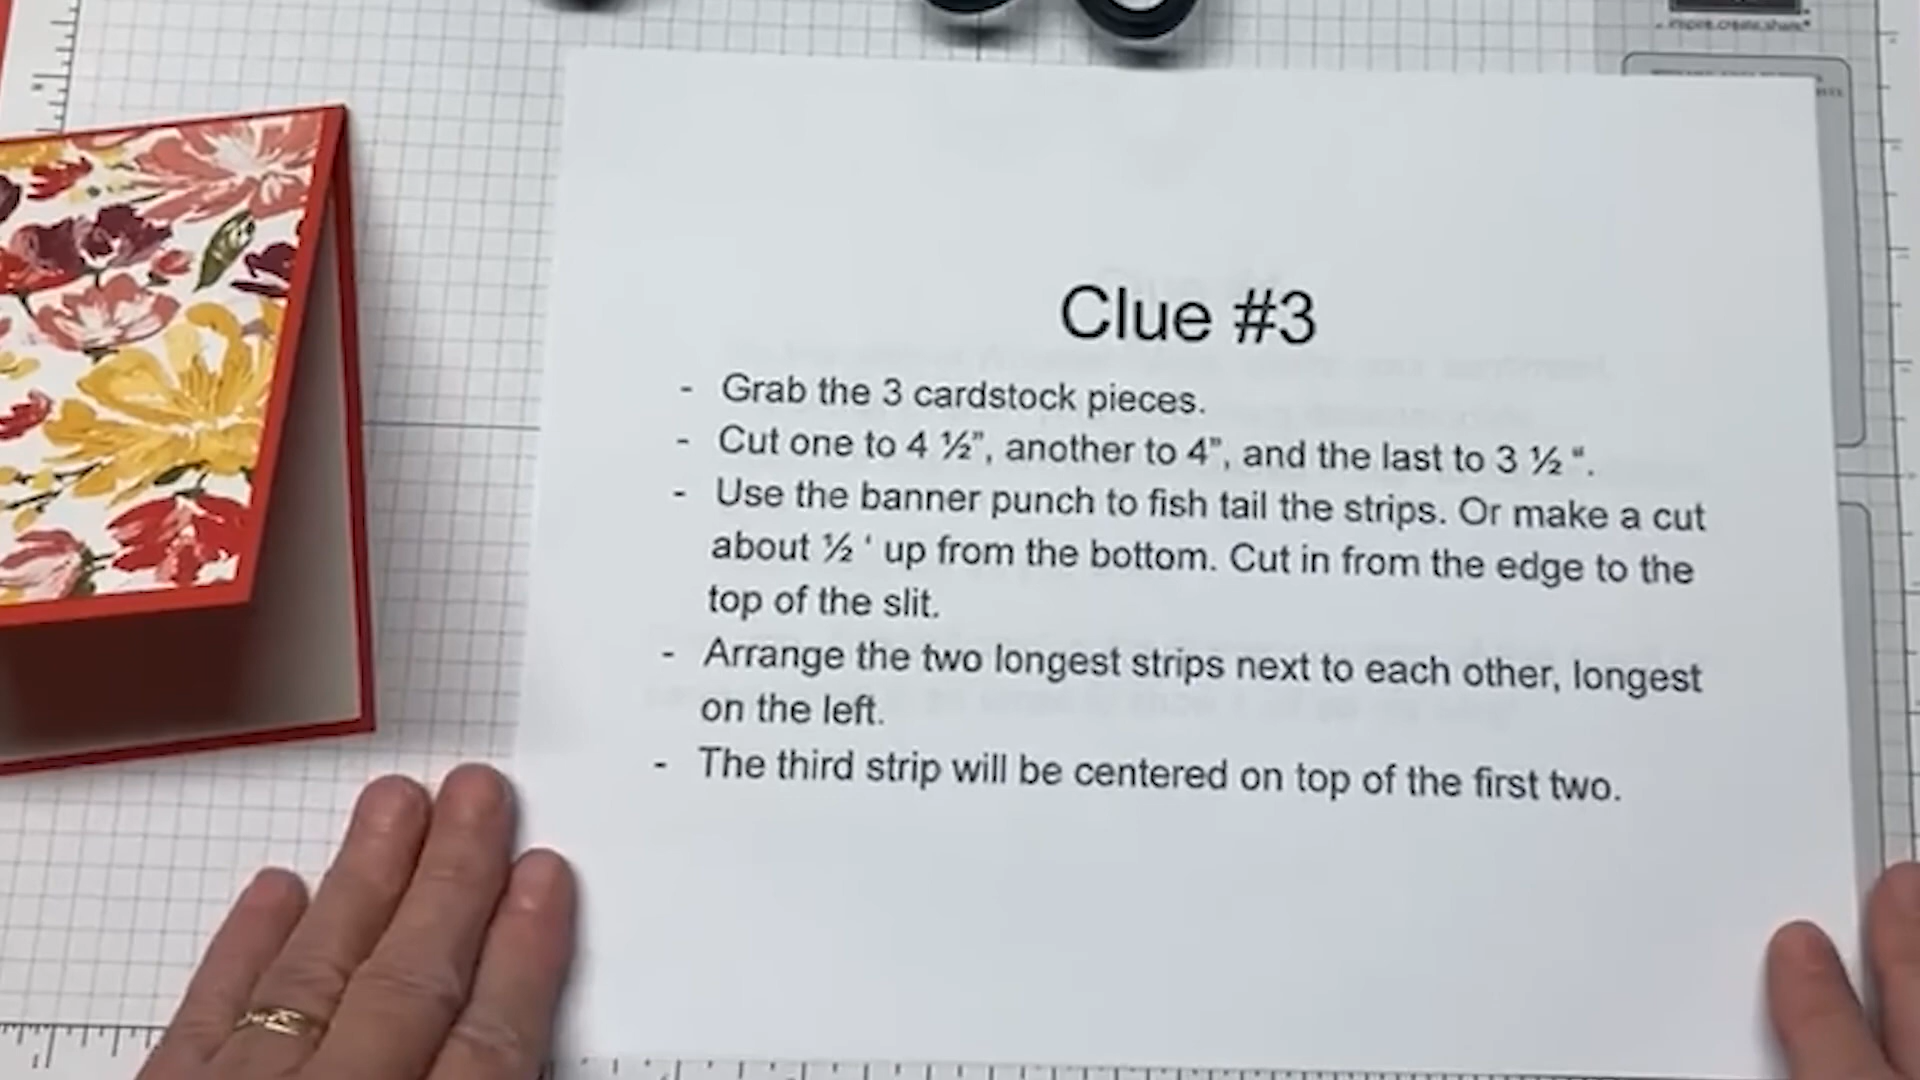 inspire.create.share
Clue #3
- Grab the 3 cardstock pieces.
- Cut one to 4 ½”, another to 4”, and the last to 3 ½ “.
- Use the banner punch to fish tail the strips. Or make a cut
about ½ ‘ up from the bottom. Cut in from the edge to the
top of the slit.
- Arrange the two longest strips next to each other, longest
on the left.
- The third strip will be centered on top of the first two.